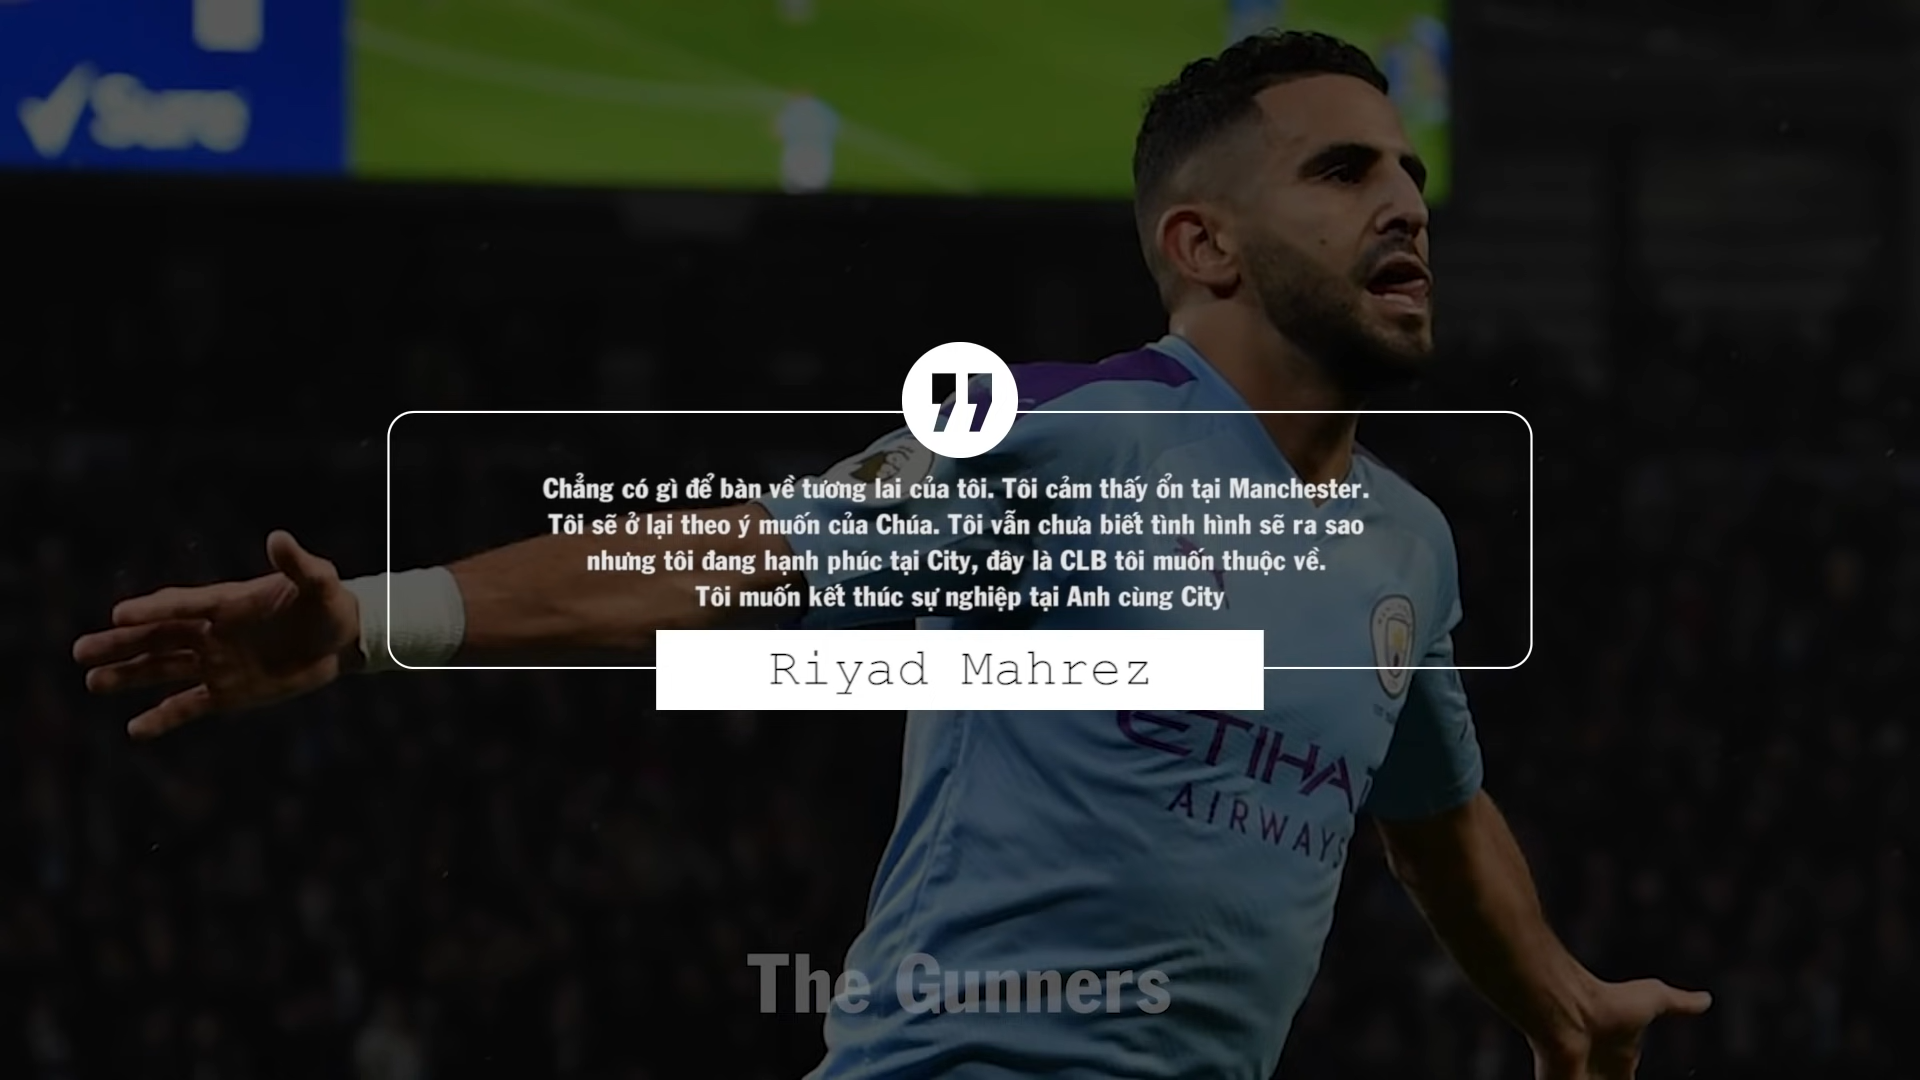 Sure
Chẳng có gì để bàn về tương lai của tôi. Tôi cảm thấy ổn tại Manchester.
Tôi sẽ ở lại theo ý muốn của Chúa. Tôi vẫn chưa biết tình hình sẽ ra sao
nhưng tôi đang hạnh phúc tại City, đây là CLB tôi muốn thuộc về.
Tôi muốn kết thúc sự nghiệp tại Anh cùng City
Riyad Mahrez
ETIHA
AIRWAYS
The Gunners